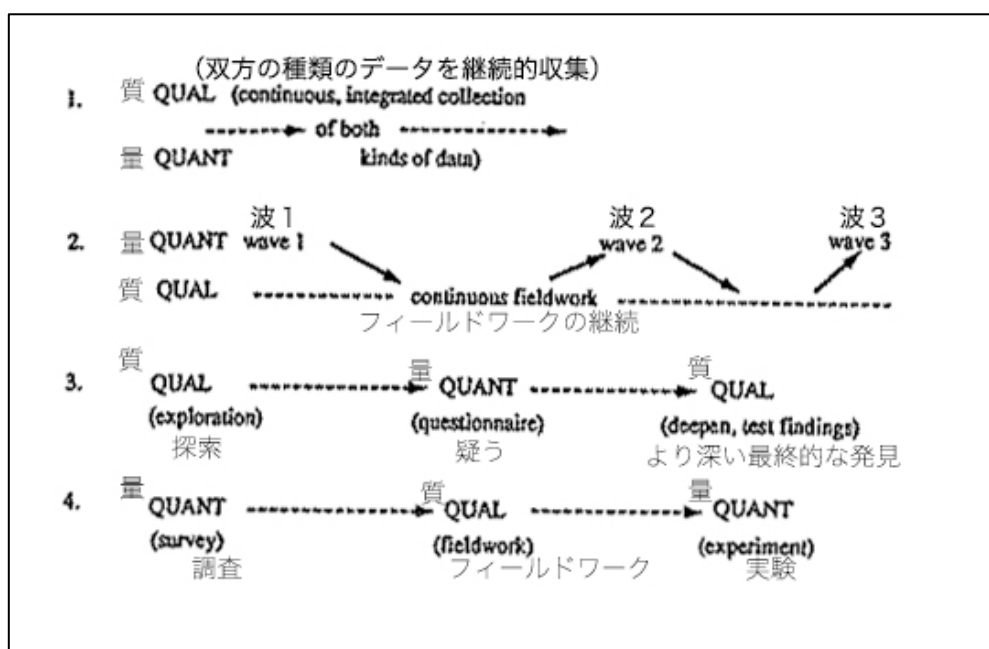 (双方の種類のデータを継続的収集)
1. 質 QUAL (continuous, integrated collection
of both
量 QUANT kinds of data)
波1 波2 波3
2. 量 QUANT wave 1 wave 2 wave 3
質 QUAL continuous fieldwork
フィールドワークの継続
質 量 質
3. QUAL QUANT QUAL
(exploration) (questionnaire) (deepen, test findings)
探索 疑う より深い最終的な発見
量 質 量
4. QUANT QUAL QUANT
(survey) (fieldwork) (experiment)
調査 フィールドワーク 実験